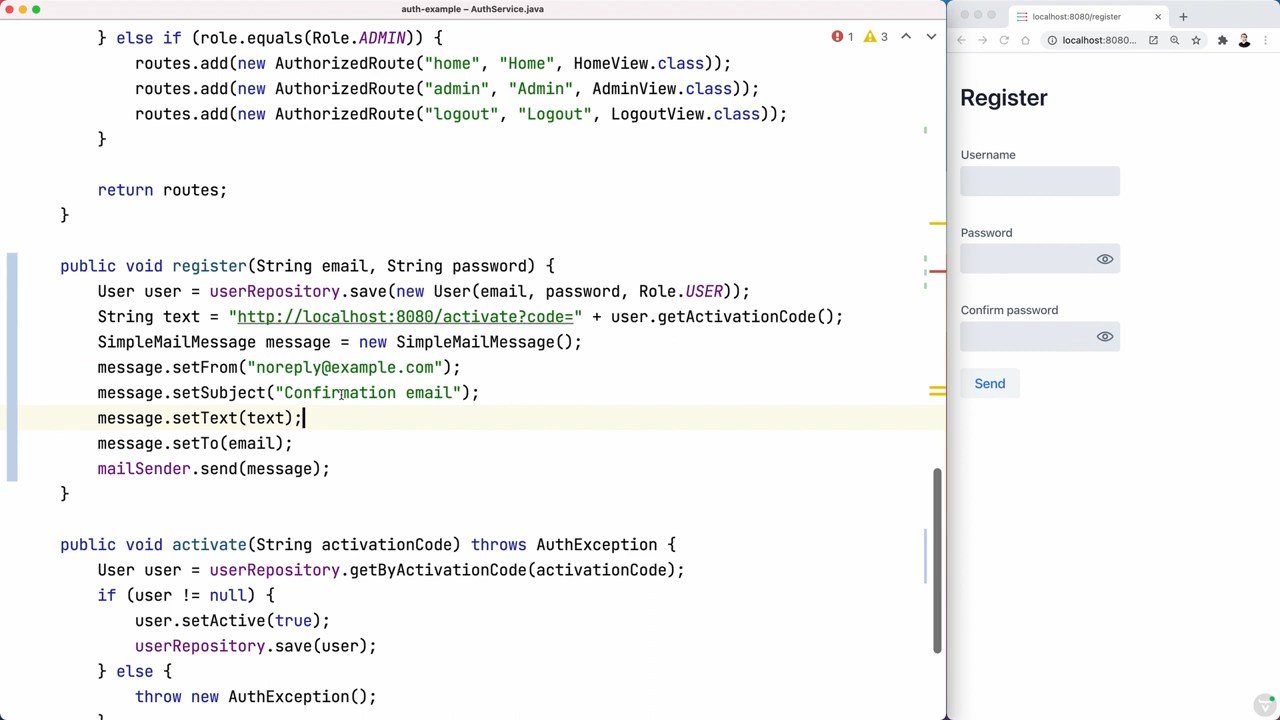 auth-example – AuthService.java
} else if (role.equals(Role.ADMIN)) {
routes.add(new AuthorizedRoute("home", "Home", HomeView.class));
routes.add(new AuthorizedRoute("admin", "Admin", AdminView.class));
routes.add(new AuthorizedRoute("logout", "Logout", LogoutView.class));
}
return routes;
}
public void register(String email, String password) {
User user = userRepository.save(new User(email, password, Role.USER));
String text = "http://localhost:8080/activate?code=" + user.getActivationCode();
SimpleMailMessage message = new SimpleMailMessage();
message.setFrom("noreply@example.com");
message.setSubject("Confirmation email");
message.setText(text);
message.setTo(email);
mailSender.send(message);
}
public void activate(String activationCode) throws AuthException {
User user = userRepository.getByActivationCode(activationCode);
if (user != null) {
user.setActive(true);
userRepository.save(user);
} else {
throw new AuthException();
}
1 3
localhost:8080/register
localhost:8080...
Register
Username
Password
Confirm password
Send